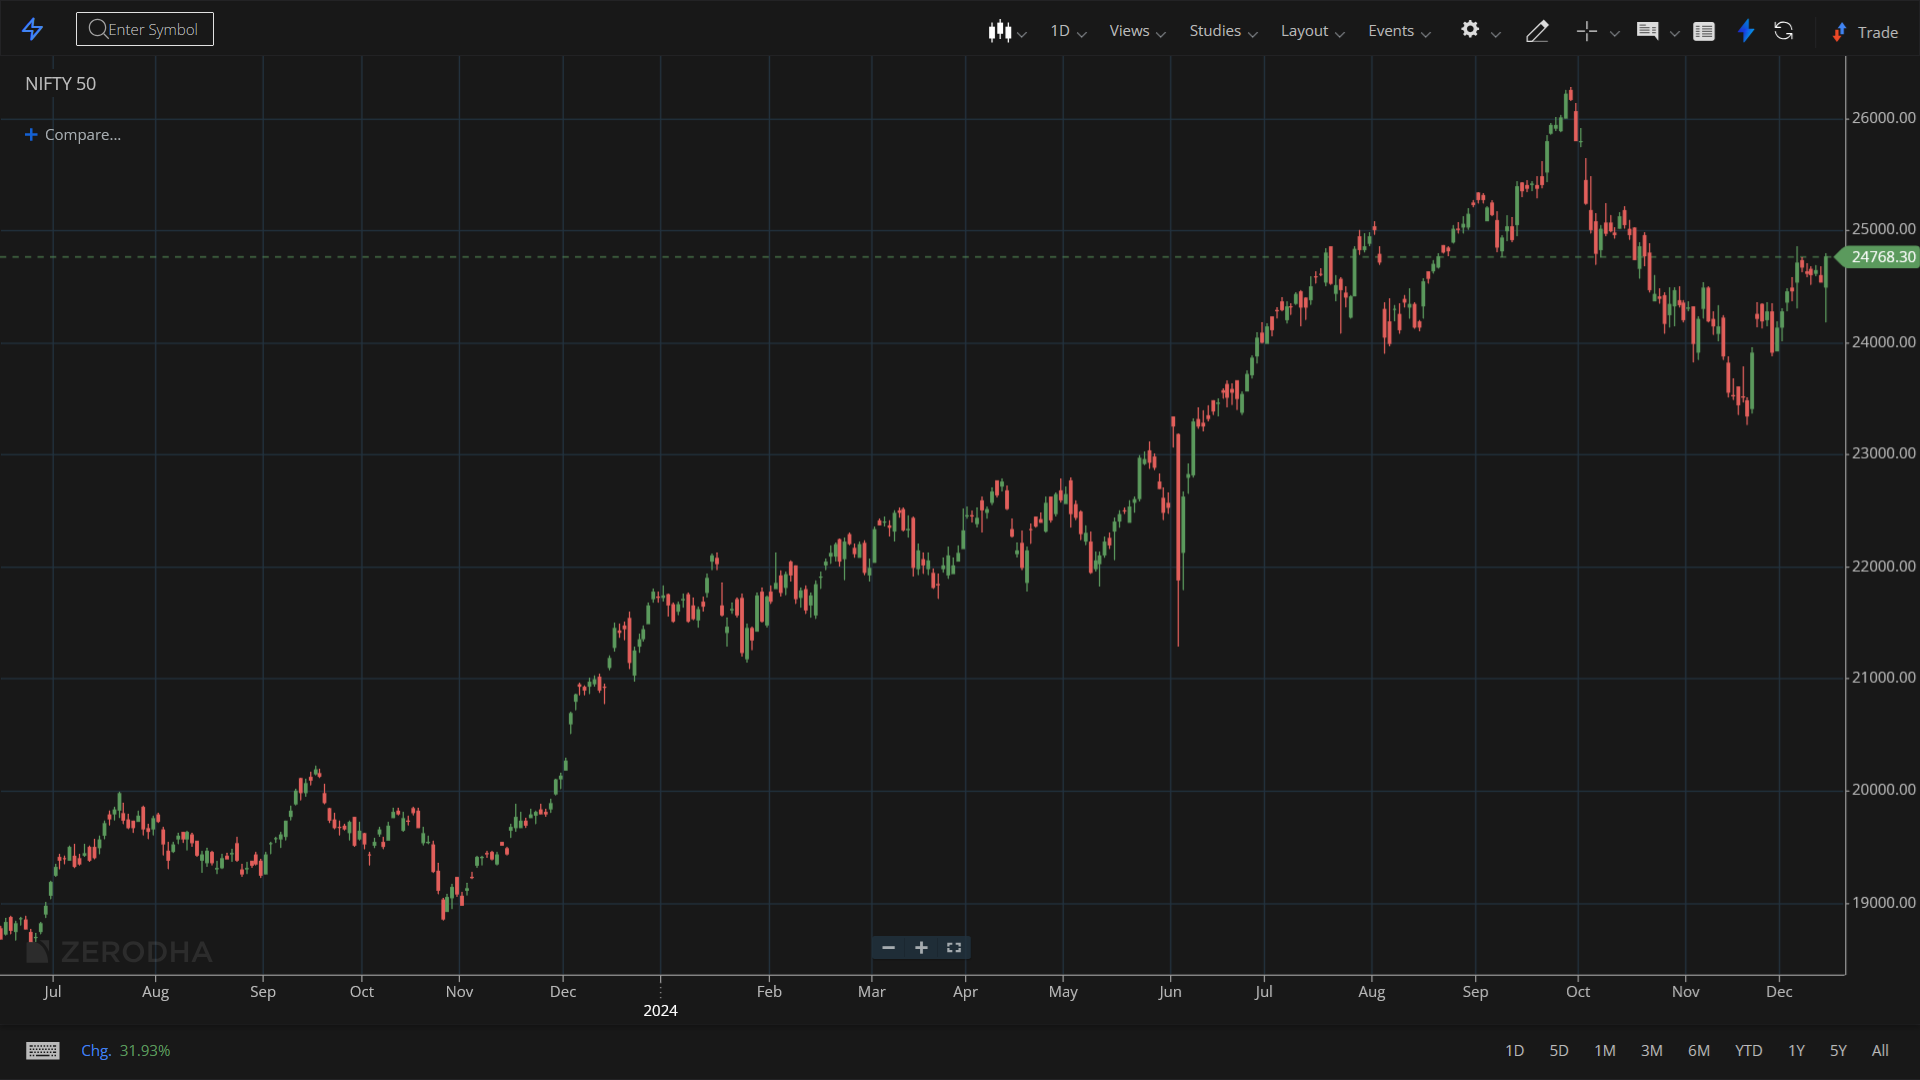 Enter Symbol
1D
Views
Studies
Layout
Events
Trade
NIFTY 50
+ Compare...
26000.00
25000.00
24768.30
24000.00
23000.00
22000.00
21000.00
20000.00
19000.00
ZERODHA
Jul Aug Sep Oct Nov Dec Feb Mar Apr May Jun Jul Aug Sep Oct Nov Dec
2024
Chg. 31.93%
1D 5D 1M 3M 6M YTD 1Y 5Y All